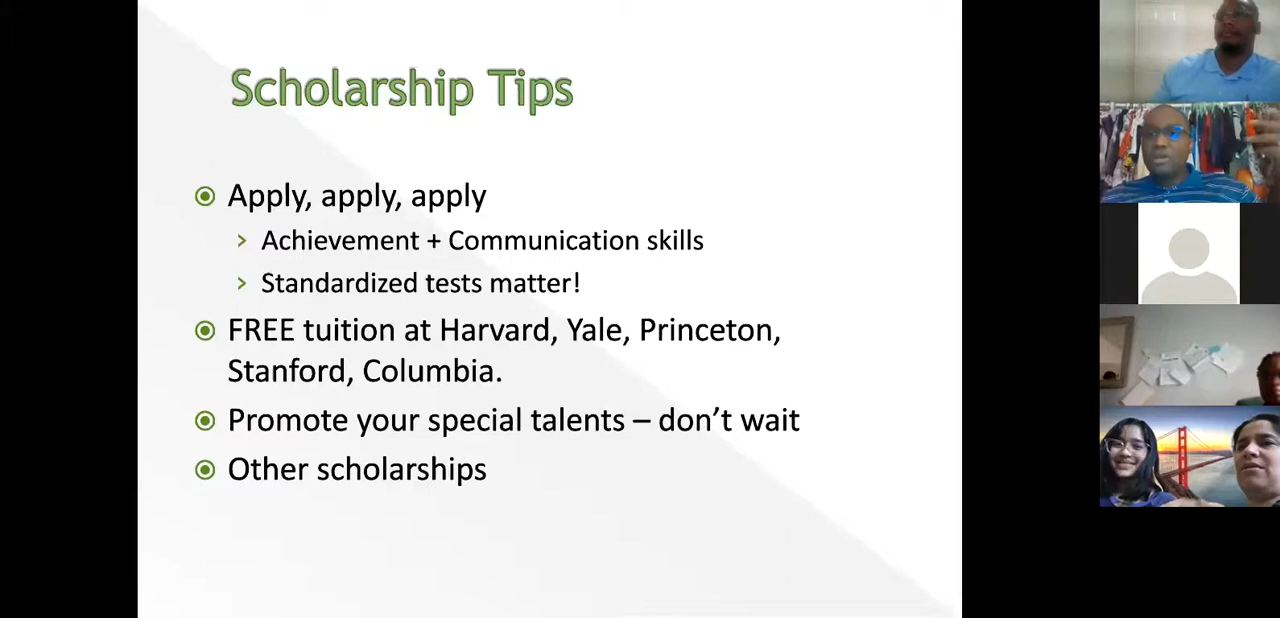 Scholarship Tips
Apply, apply, apply
Achievement + Communication skills
Standardized tests matter!
FREE tuition at Harvard, Yale, Princeton,
Stanford, Columbia.
Promote your special talents – don’t wait
Other scholarships